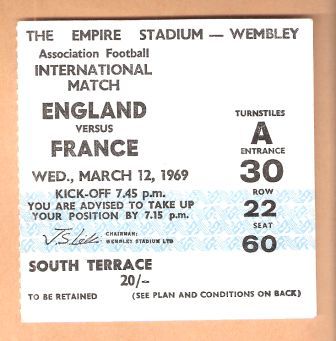 THE EMPIRE STADIUM — WEMBLEY
Association Football
INTERNATIONAL
MATCH
ENGLAND
VERSUS
FRANCE
WED., MARCH 12, 1969
KICK-OFF 7.45 p.m.
YOU ARE ADVISED TO TAKE UP
YOUR POSITION BY 7.15 p.m.
CHAIRMAN:
WEMBLEY STADIUM LTD
TURNSTILES
A
ENTRANCE
30
ROW
22
SEAT
60
SOUTH TERRACE
20/-
TO BE RETAINED (SEE PLAN AND CONDITIONS ON BACK)